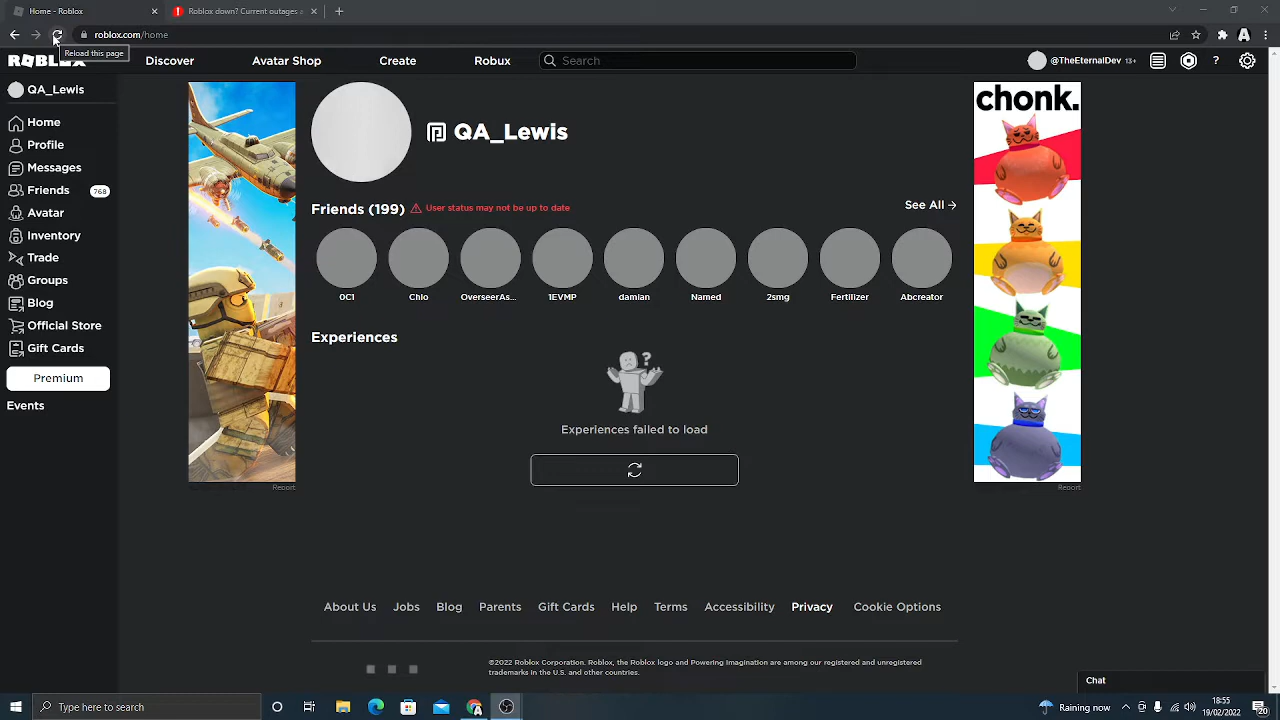 Home - Roblox
Roblox down? Current outages a
roblox.com/home
Reload this page
ROBLOX
Discover
Avatar Shop
Create
Robux
Search
@TheEternalDev 13+
QA_Lewis
Home
Profile
Messages
Friends 768
Avatar
Inventory
Trade
Groups
Blog
Official Store
Gift Cards
Premium
Events
QA_Lewis
Friends (199) User status may not be up to date
See All
0C1
Chlo
OverseerAs...
1EVMP
damian
Named
2smg
Fertilizer
Abcreator
Experiences
?
Experiences failed to load
chonk.
Report
Report
About Us
Jobs
Blog
Parents
Gift Cards
Help
Terms
Accessibility
Privacy
Cookie Options
©2022 Roblox Corporation. Roblox, the Roblox logo and Powering Imagination are among our registered and unregistered
trademarks in the U.S. and other countries.
Chat
Type here to search
Raining now
18:55
19/02/2022
20